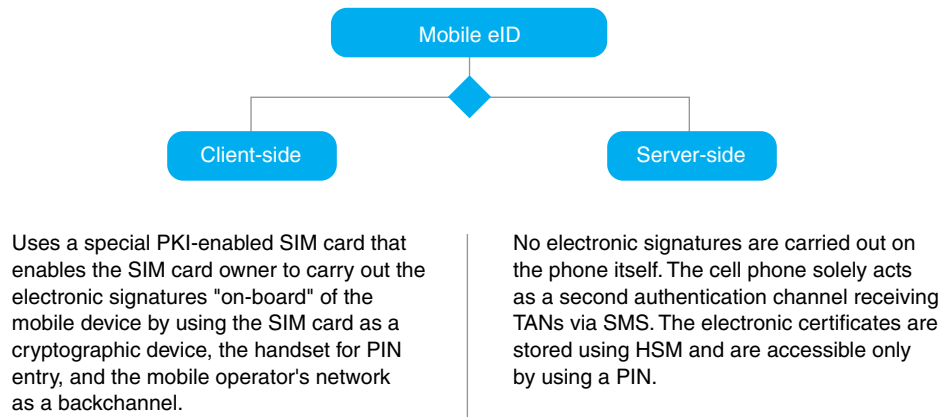 Mobile eID
Client-side
Server-side
Uses a special PKI-enabled SIM card that
enables the SIM card owner to carry out the
electronic signatures "on-board" of the
mobile device by using the SIM card as a
cryptographic device, the handset for PIN
entry, and the mobile operator's network
as a backchannel.
No electronic signatures are carried out on
the phone itself. The cell phone solely acts
as a second authentication channel receiving
TANs via SMS. The electronic certificates are
stored using HSM and are accessible only
by using a PIN.